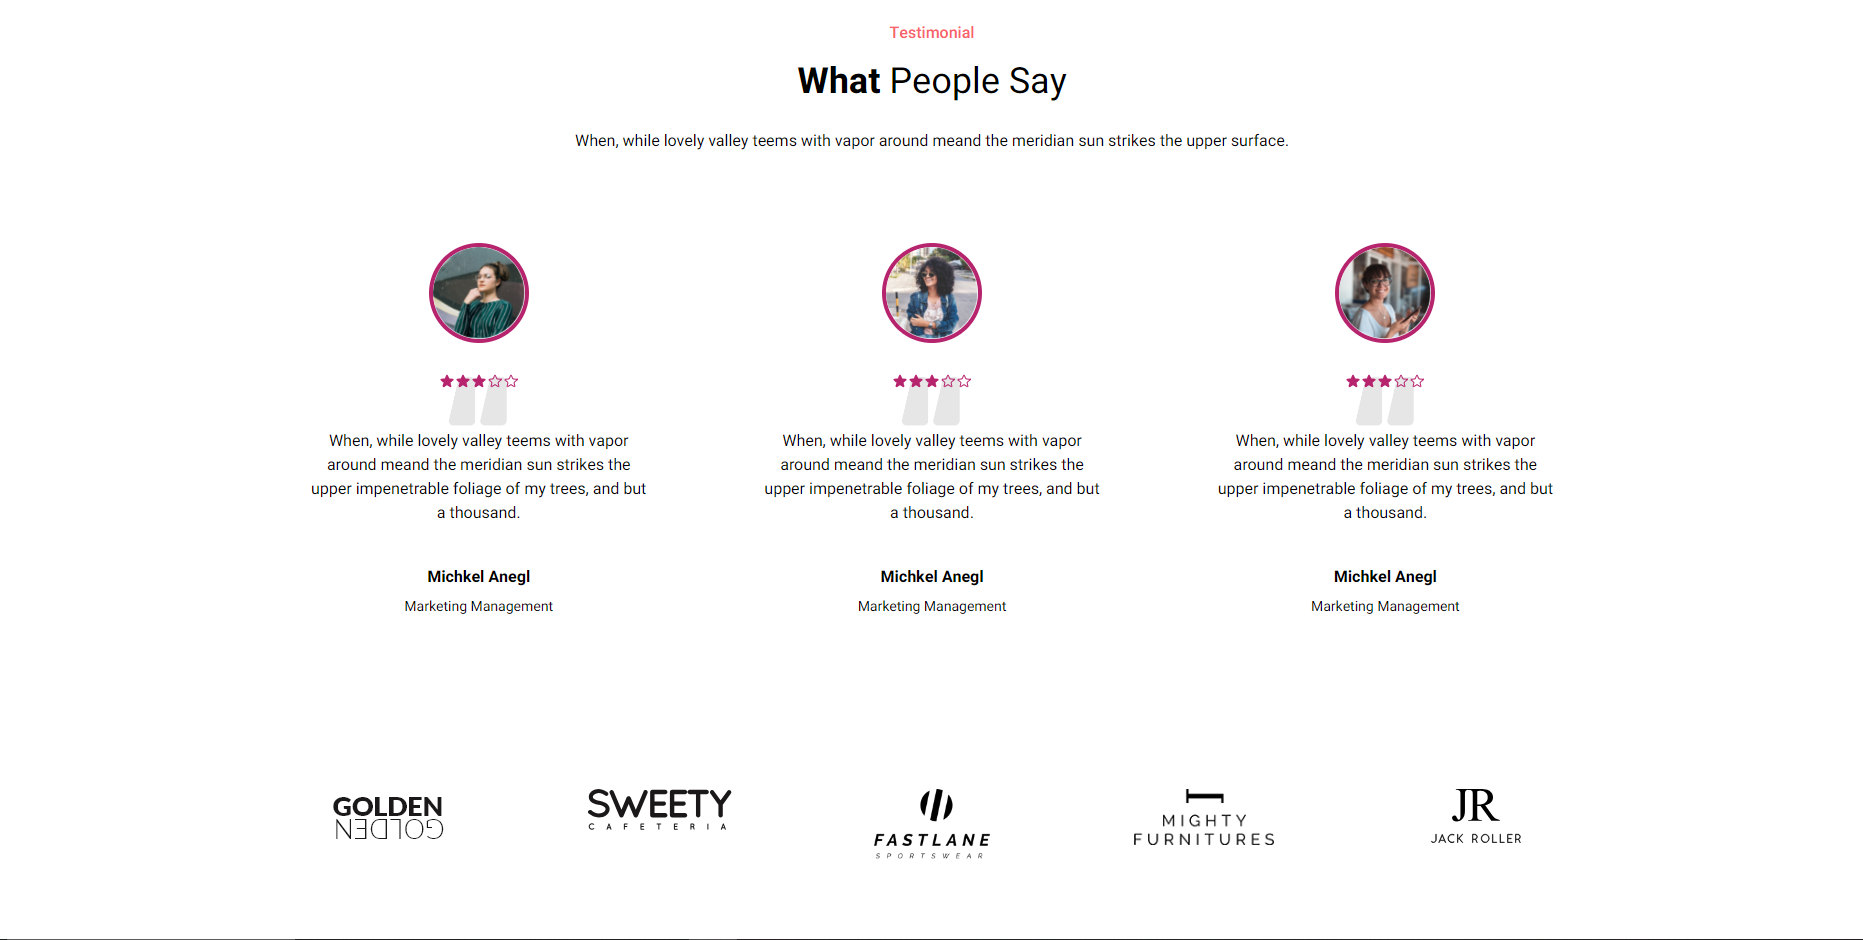 Testimonial
What People Say
When, while lovely valley teems with vapor around meand the meridian sun strikes the upper surface.
When, while lovely valley teems with vapor
around meand the meridian sun strikes the
upper impenetrable foliage of my trees, and but
a thousand.
Michkel Anegl
Marketing Management
When, while lovely valley teems with vapor
around meand the meridian sun strikes the
upper impenetrable foliage of my trees, and but
a thousand.
Michkel Anegl
Marketing Management
When, while lovely valley teems with vapor
around meand the meridian sun strikes the
upper impenetrable foliage of my trees, and but
a thousand.
Michkel Anegl
Marketing Management
GOLDEN
GOLDEN
SWEETY
CAFETERIA
FASTLANE
SPORTSWEAR
MIGHTY
FURNITURES
JR
JACK ROLLER